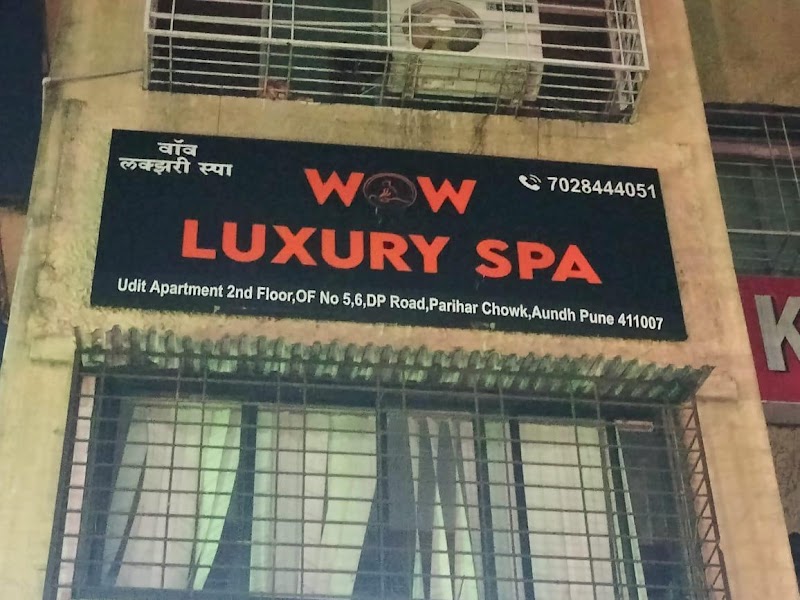 वॉव
लक्झरी स्पा
WOW
7028444051
LUXURY SPA
Udit Apartment 2nd Floor,OF No 5,6,DP Road,Parihar Chowk,Aundh Pune 411007
K